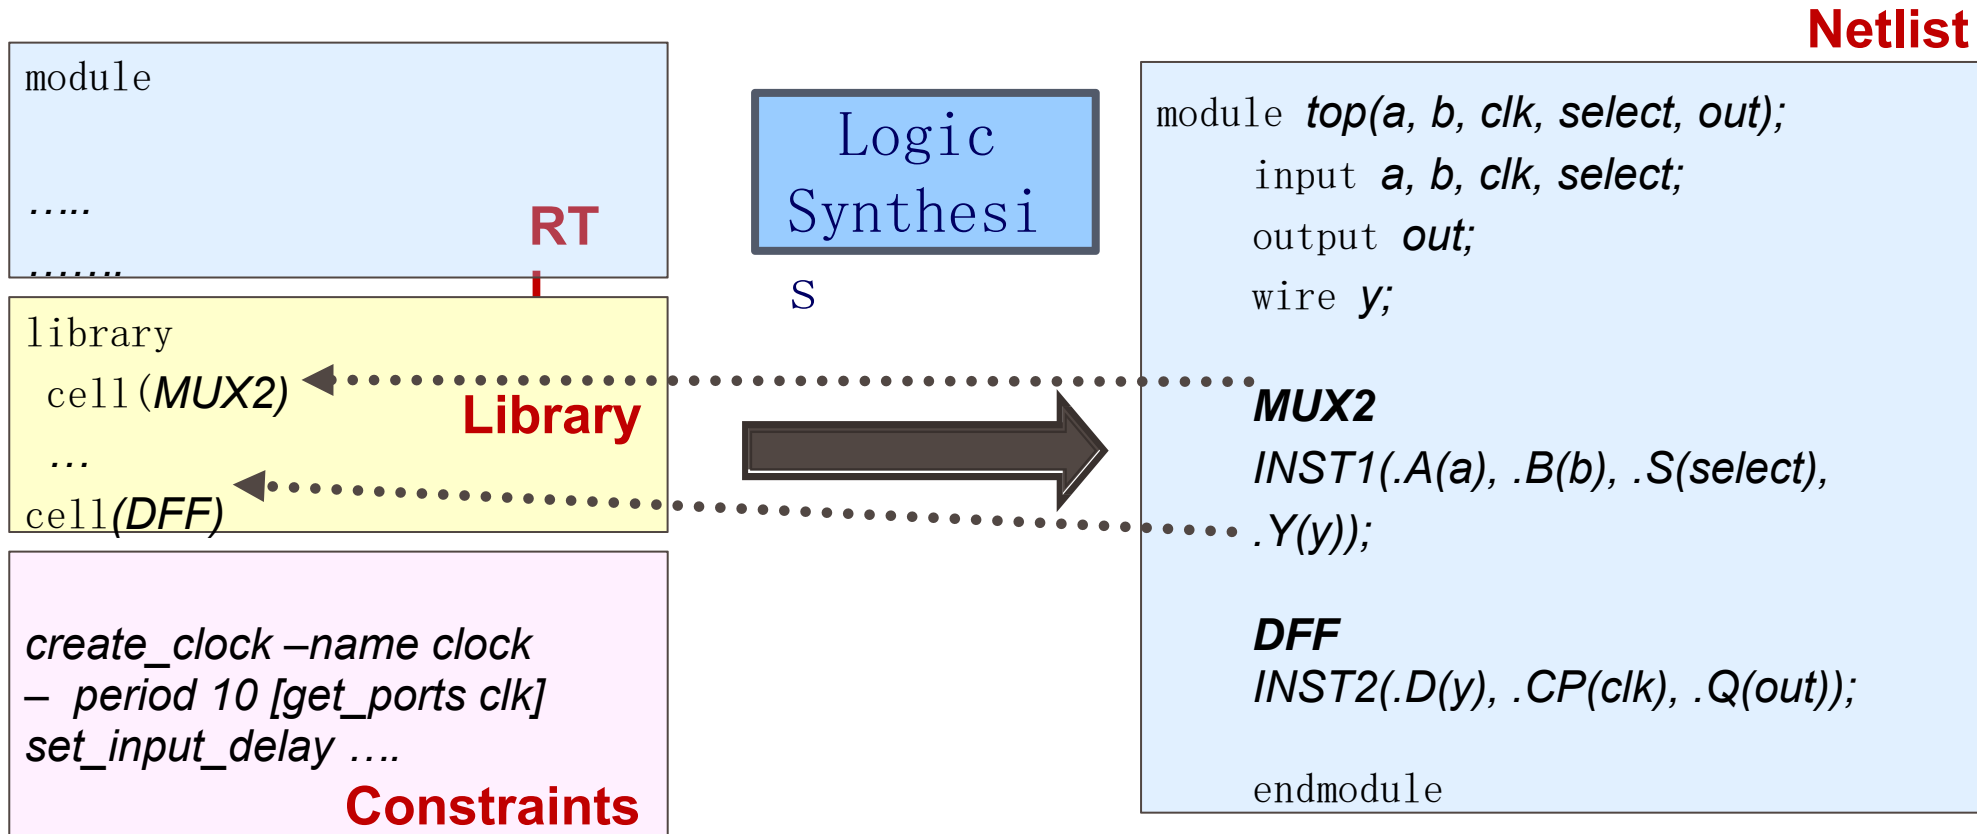 Netlist
module
…..
…….
RT
L
library
cell(MUX2)
…
cell(DFF)
Library
create_clock –name clock
– period 10 [get_ports clk]
set_input_delay ….
Constraints
Logic
Synthesi
s
module top(a, b, clk, select, out);
input a, b, clk, select;
output out;
wire y;
MUX2
INST1(.A(a), .B(b), .S(select),
.Y(y));
DFF
INST2(.D(y), .CP(clk), .Q(out));
endmodule